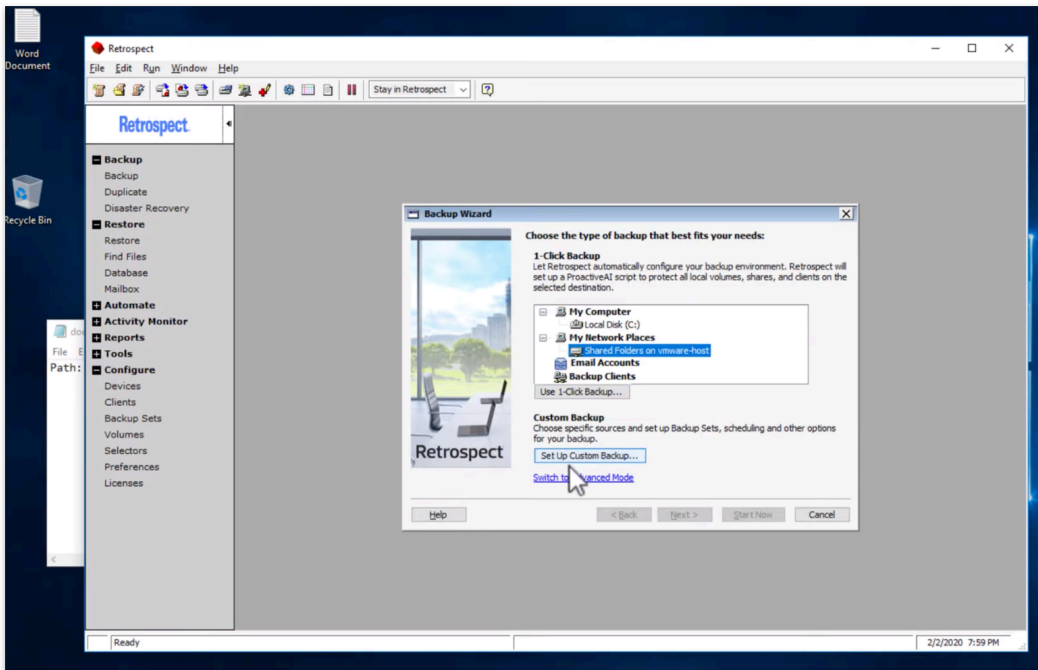 Word
Document
Recycle Bin
Retrospect
File Edit Run Window Help
Stay in Retrospect
Retrospect
Backup
Backup
Duplicate
Disaster Recovery
Restore
Restore
Find Files
Database
Mailbox
Automate
Activity Monitor
Reports
Tools
Configure
Devices
Clients
Backup Sets
Volumes
Selectors
Preferences
Licenses
File
Path:
Backup Wizard
Choose the type of backup that best fits your needs:
1-Click Backup
Let Retrospect automatically configure your backup environment. Retrospect will
set up a ProactiveAI script to protect all local volumes, shares, and clients on the
selected destination.
My Computer
Local Disk (C:)
My Network Places
Shared Folders on vmware-host
Email Accounts
Backup Clients
Use 1-Click Backup...
Custom Backup
Choose specific sources and set up Backup Sets, scheduling and other options
for your backup.
Set Up Custom Backup...
Switch to Advanced Mode
Retrospect
Help
< Back Next > Start Now Cancel
Ready
2/2/2020 7:59 PM